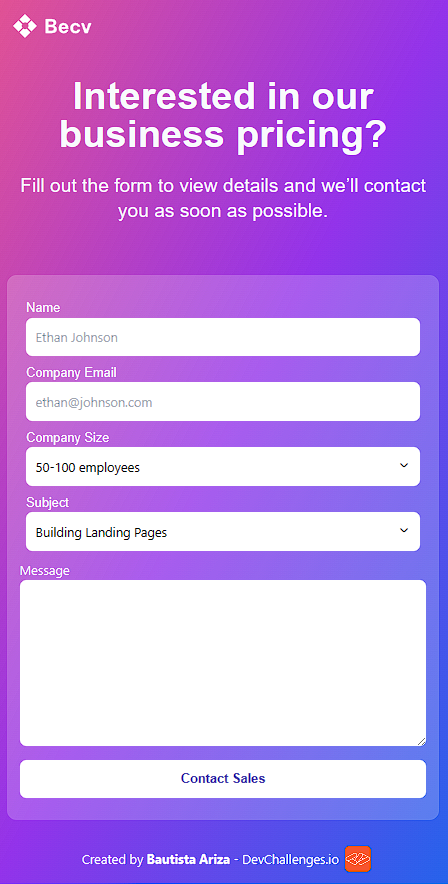 Becv
Interested in our
business pricing?
Fill out the form to view details and we’ll contact
you as soon as possible.
Name
Ethan Johnson
Company Email
ethan@johnson.com
Company Size
50-100 employees
Subject
Building Landing Pages
Message
Contact Sales
Created by Bautista Ariza - DevChallenges.io